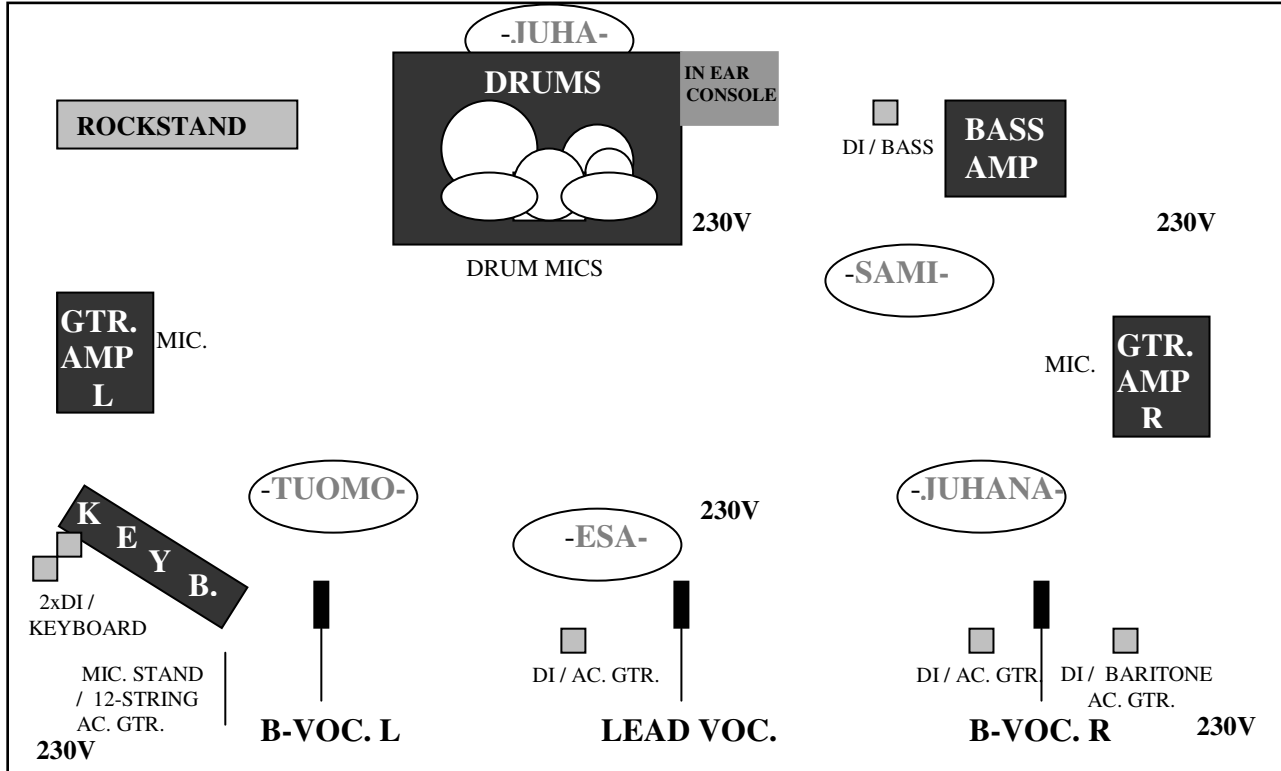 -JUHA-
DRUMS
IN EAR
CONSOLE
ROCKSTAND
DI / BASS
BASS
AMP
230V
230V
DRUM MICS
-SAMI-
GTR.
AMP
L
MIC.
MIC.
GTR.
AMP
R
-TUOMO-
-ESA-
230V
-JUHANA-
K
E
Y
B.
2xDI /
KEYBOARD
MIC. STAND
/ 12-STRING
AC. GTR.
230V
DI / AC. GTR.
DI / AC. GTR.
DI / BARITONE
AC. GTR.
B-VOC. L
LEAD VOC.
B-VOC. R
230V